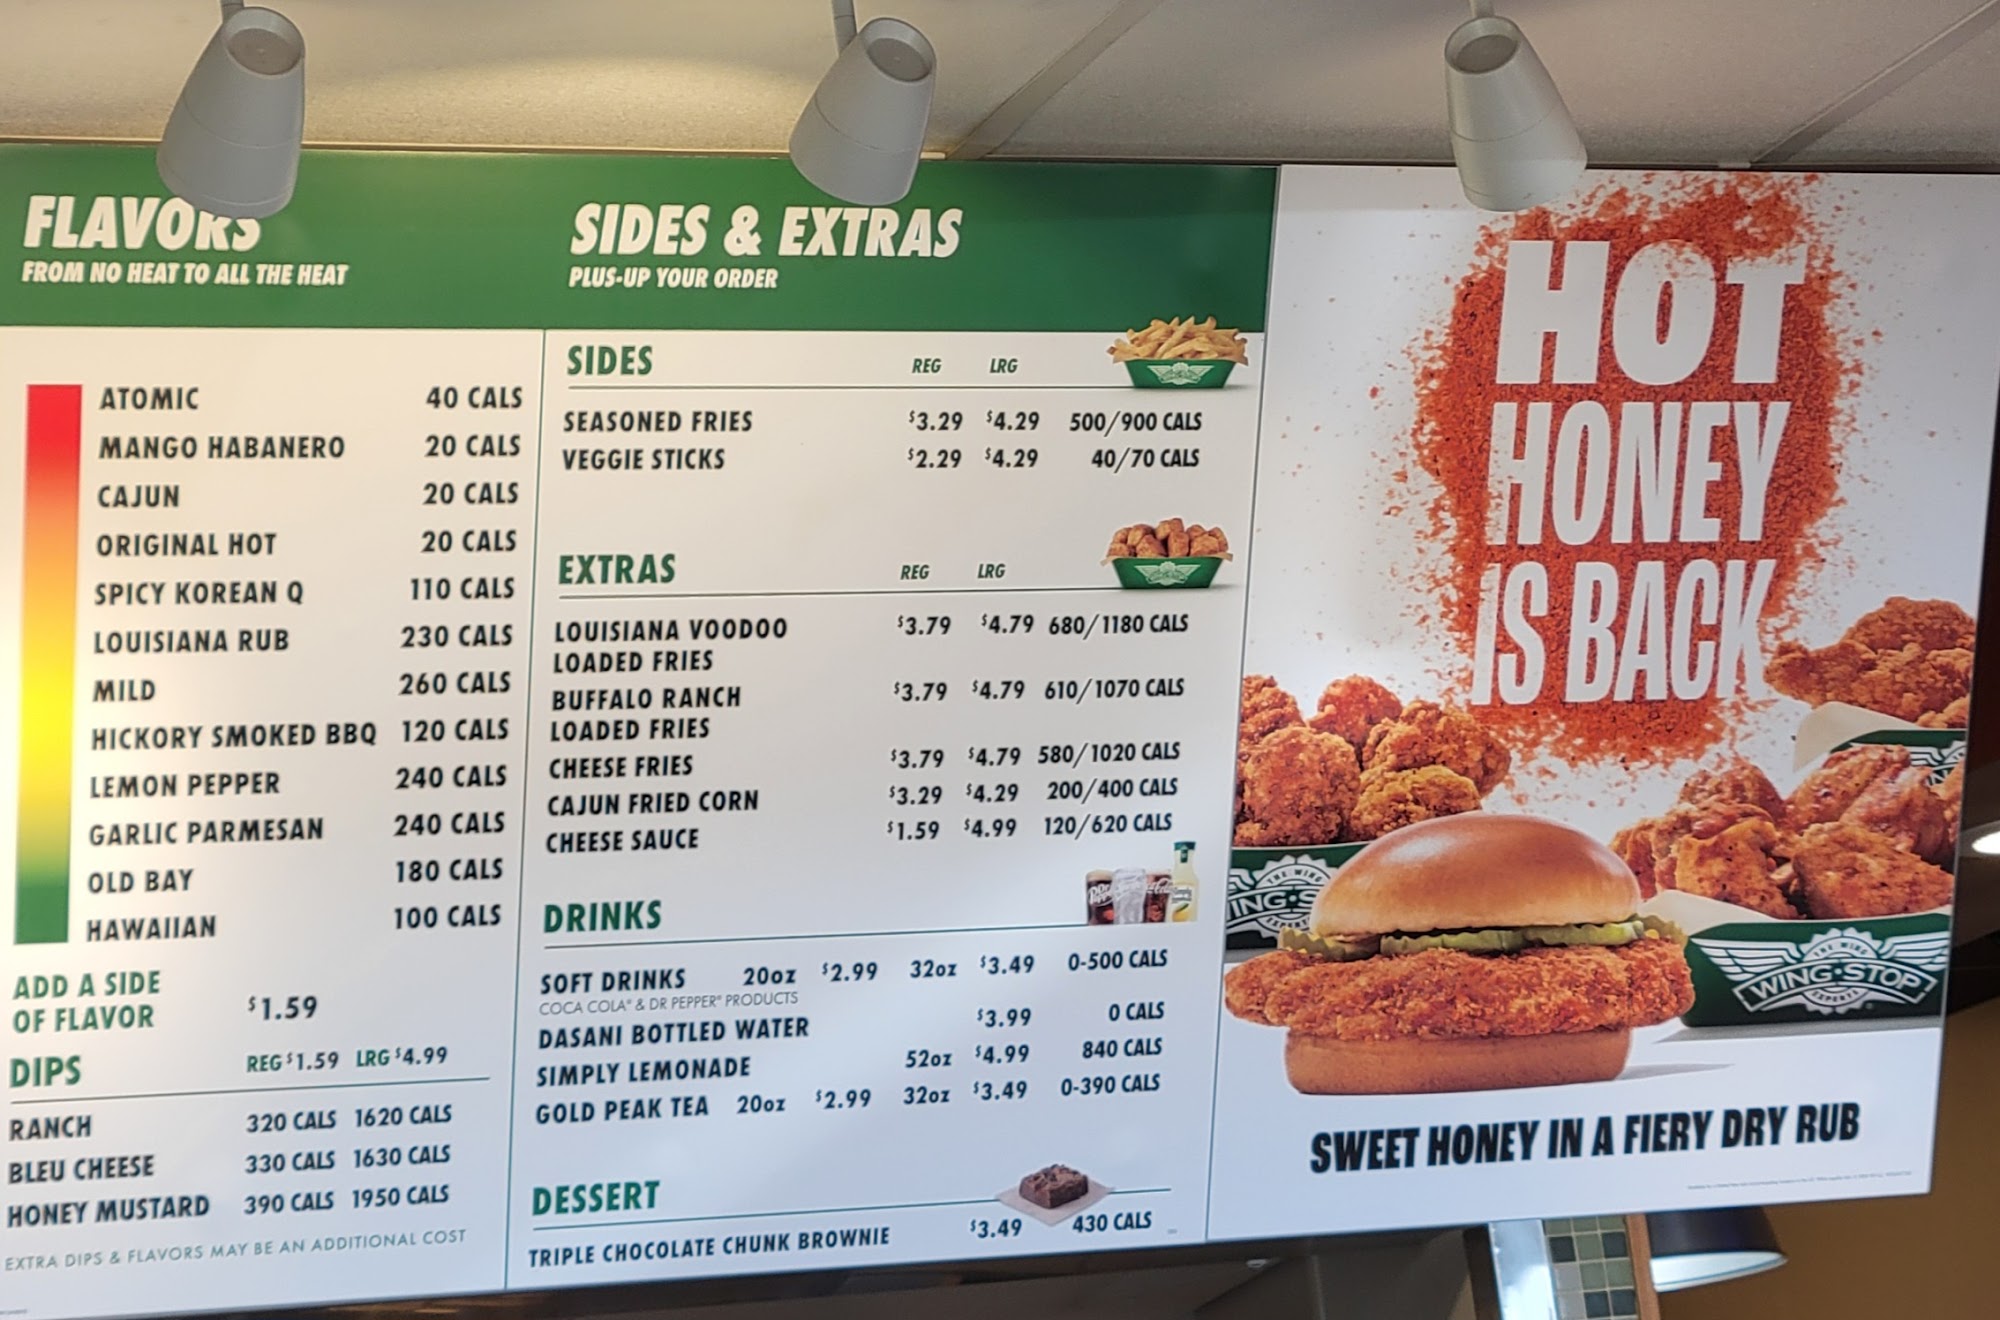 FLAVORS
FROM NO HEAT TO ALL THE HEAT
ATOMIC 40 CALS
MANGO HABANERO 20 CALS
CAJUN 20 CALS
ORIGINAL HOT 20 CALS
SPICY KOREAN Q 110 CALS
LOUISIANA RUB 230 CALS
MILD 260 CALS
HICKORY SMOKED BBQ 120 CALS
LEMON PEPPER 240 CALS
GARLIC PARMESAN 240 CALS
OLD BAY 180 CALS
HAWAIIAN 100 CALS
ADD A SIDE
OF FLAVOR $1.59
DIPS REG $1.59 LRG $4.99
RANCH 320 CALS 1620 CALS
BLEU CHEESE 330 CALS 1630 CALS
HONEY MUSTARD 390 CALS 1950 CALS
EXTRA DIPS & FLAVORS MAY BE AN ADDITIONAL COST
SIDES & EXTRAS
PLUS-UP YOUR ORDER
SIDES REG LRG
SEASONED FRIES $3.29 $4.29 500/900 CALS
VEGGIE STICKS $2.29 $4.29 40/70 CALS
EXTRAS REG LRG
LOUISIANA VOODOO $3.79 $4.79 680/1180 CALS
LOADED FRIES
BUFFALO RANCH $3.79 $4.79 610/1070 CALS
LOADED FRIES
CHEESE FRIES $3.79 $4.79 580/1020 CALS
CAJUN FRIED CORN $3.29 $4.29 200/400 CALS
CHEESE SAUCE $1.59 $4.99 120/620 CALS
DRINKS
SOFT DRINKS 20oz $2.99 32oz $3.49 0-500 CALS
COCA COLA® & DR PEPPER® PRODUCTS
DASANI BOTTLED WATER $3.99 0 CALS
SIMPLY LEMONADE 52oz $4.99 840 CALS
GOLD PEAK TEA 20oz $2.99 32oz $3.49 0-390 CALS
DESSERT
TRIPLE CHOCOLATE CHUNK BROWNIE $3.49 430 CALS
HOT
HONEY
IS BACK
THE WING
ING•S
EXPERTS
THE WING
WING•STOP
EXPERTS
SWEET HONEY IN A FIERY DRY RUB